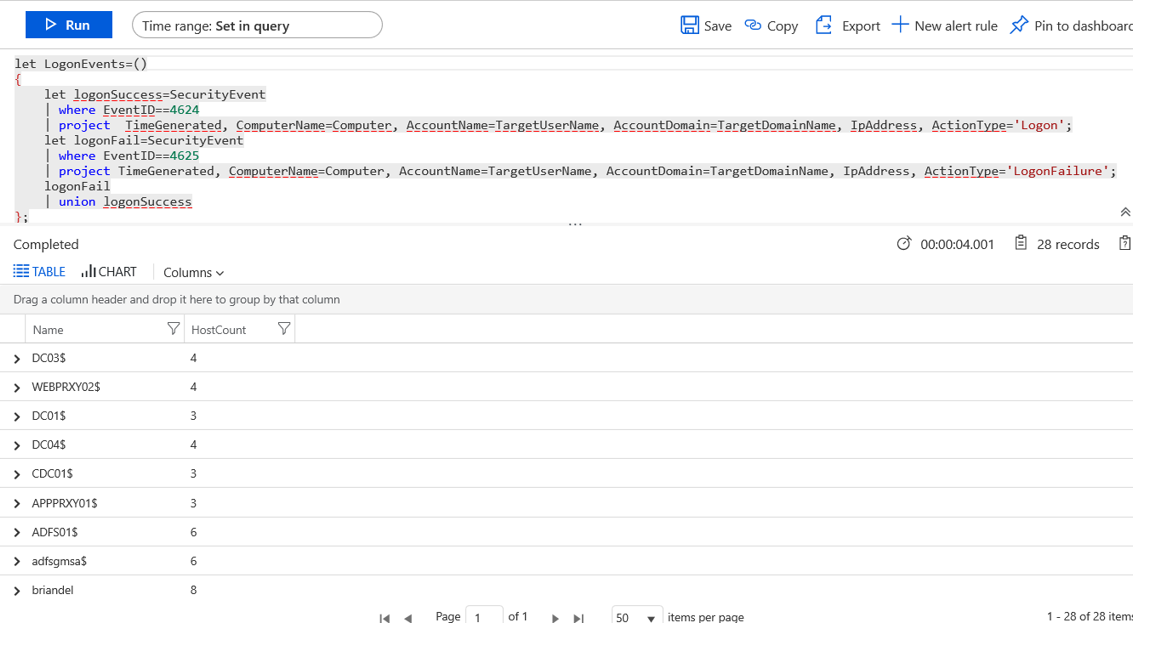 Run
Time range: Set in query
Save
Copy
Export
New alert rule
Pin to dashboard
let LogonEvents=()
{
let logonSuccess=SecurityEvent
| where EventID==4624
| project  TimeGenerated, ComputerName=Computer, AccountName=TargetUserName, AccountDomain=TargetDomainName, IpAddress, ActionType='Logon';
let logonFail=SecurityEvent
| where EventID==4625
| project TimeGenerated, ComputerName=Computer, AccountName=TargetUserName, AccountDomain=TargetDomainName, IpAddress, ActionType='LogonFailure';
logonFail
| union logonSuccess
};
Completed
00:00:04.001
28 records
TABLE
CHART
Columns
Drag a column header and drop it here to group by that column
Name HostCount
DC03$ 4
WEBPRXY02$ 4
DC01$ 3
DC04$ 4
CDC01$ 3
APPPRXY01$ 3
ADFS01$ 6
adfsgmsa$ 6
briandel 8
Page 1 of 1
50 items per page
1 - 28 of 28 items